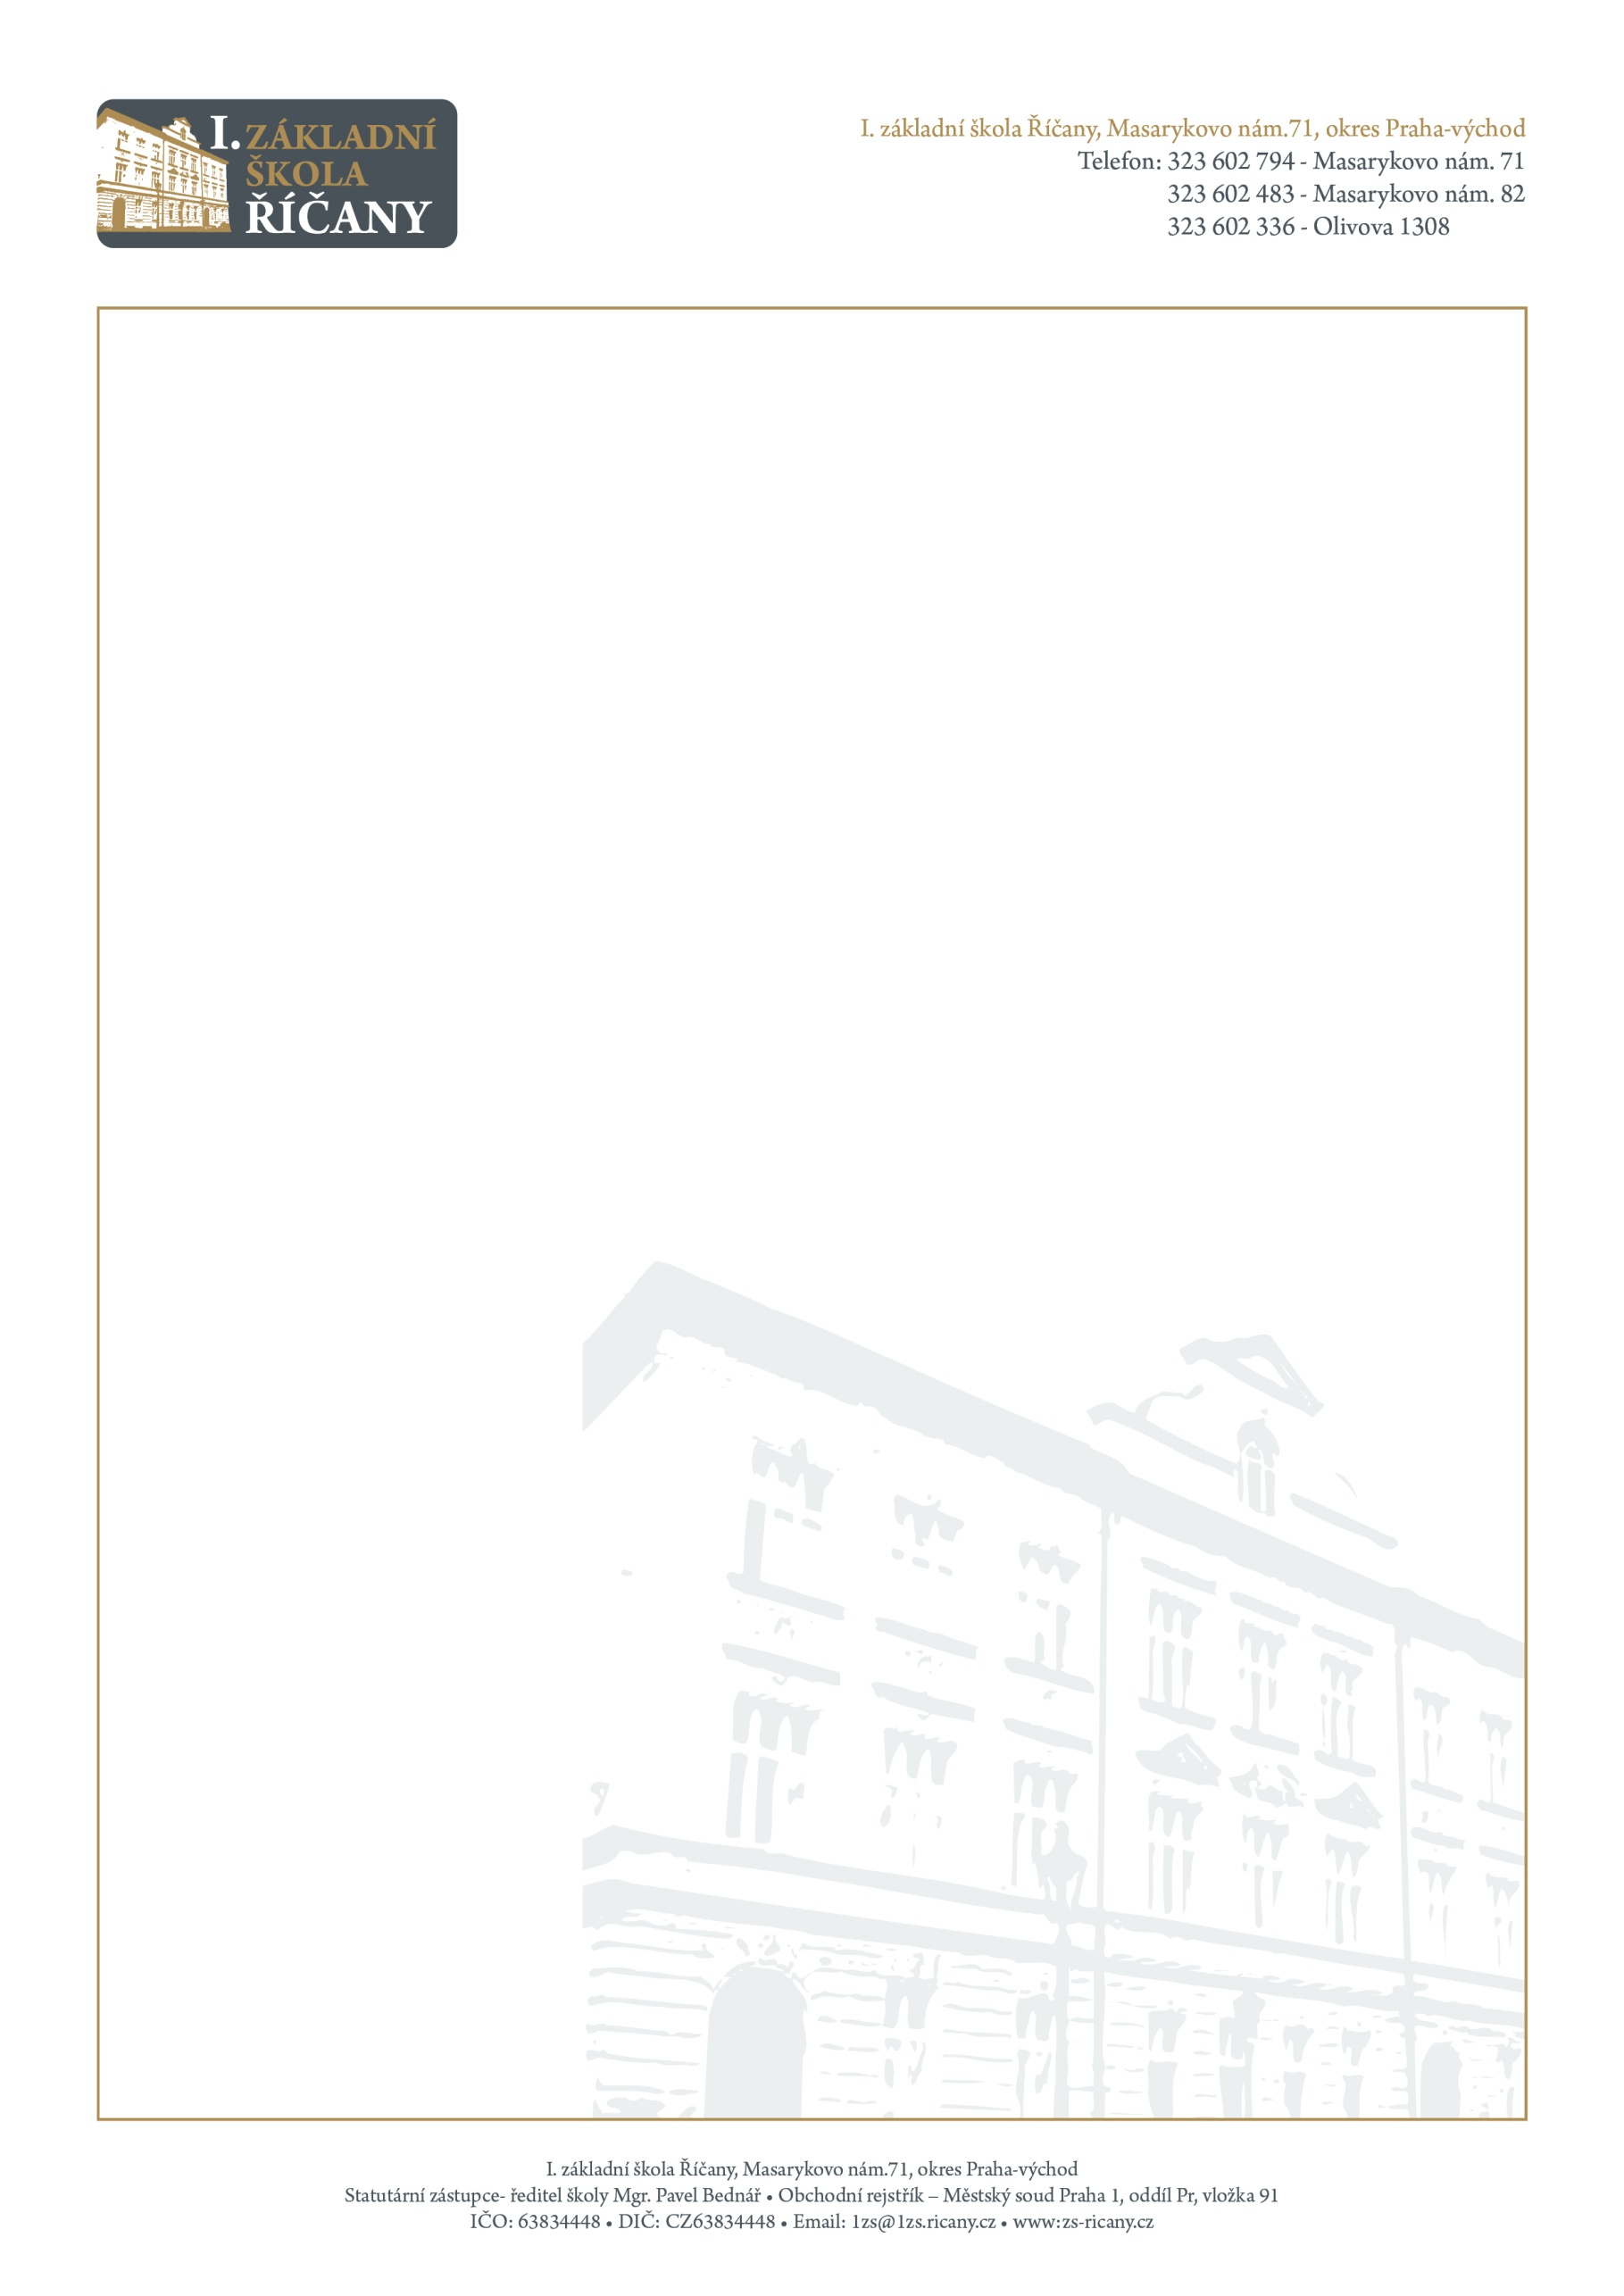 I. ZÁKLADNÍ
ŠKOLA
ŘÍČANY
I. základní škola Říčany, Masarykovo nám.71, okres Praha-východ
Telefon: 323 602 794 - Masarykovo nám. 71
323 602 483 - Masarykovo nám. 82
323 602 336 - Olivova 1308
I. základní škola Říčany, Masarykovo nám.71, okres Praha-východ
Statutární zástupce- ředitel školy Mgr. Pavel Bednář • Obchodní rejstřík – Městský soud Praha 1, oddíl Pr, vložka 91
IČO: 63834448 • DIČ: CZ63834448 • Email: 1zs@1zs.ricany.cz • www:zs-ricany.cz